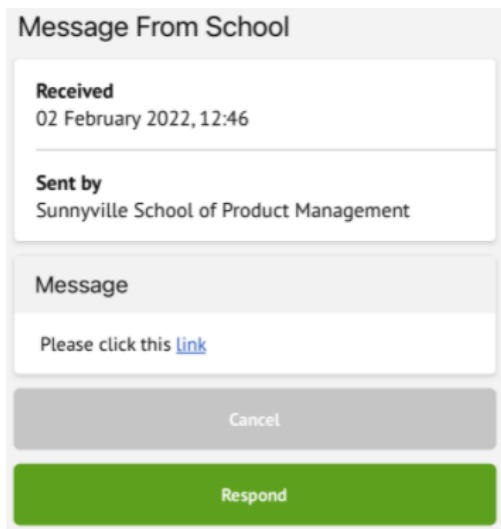 Message From School
Received
02 February 2022, 12:46
Sent by
Sunnyville School of Product Management
Message
Please click this link
Cancel
Respond